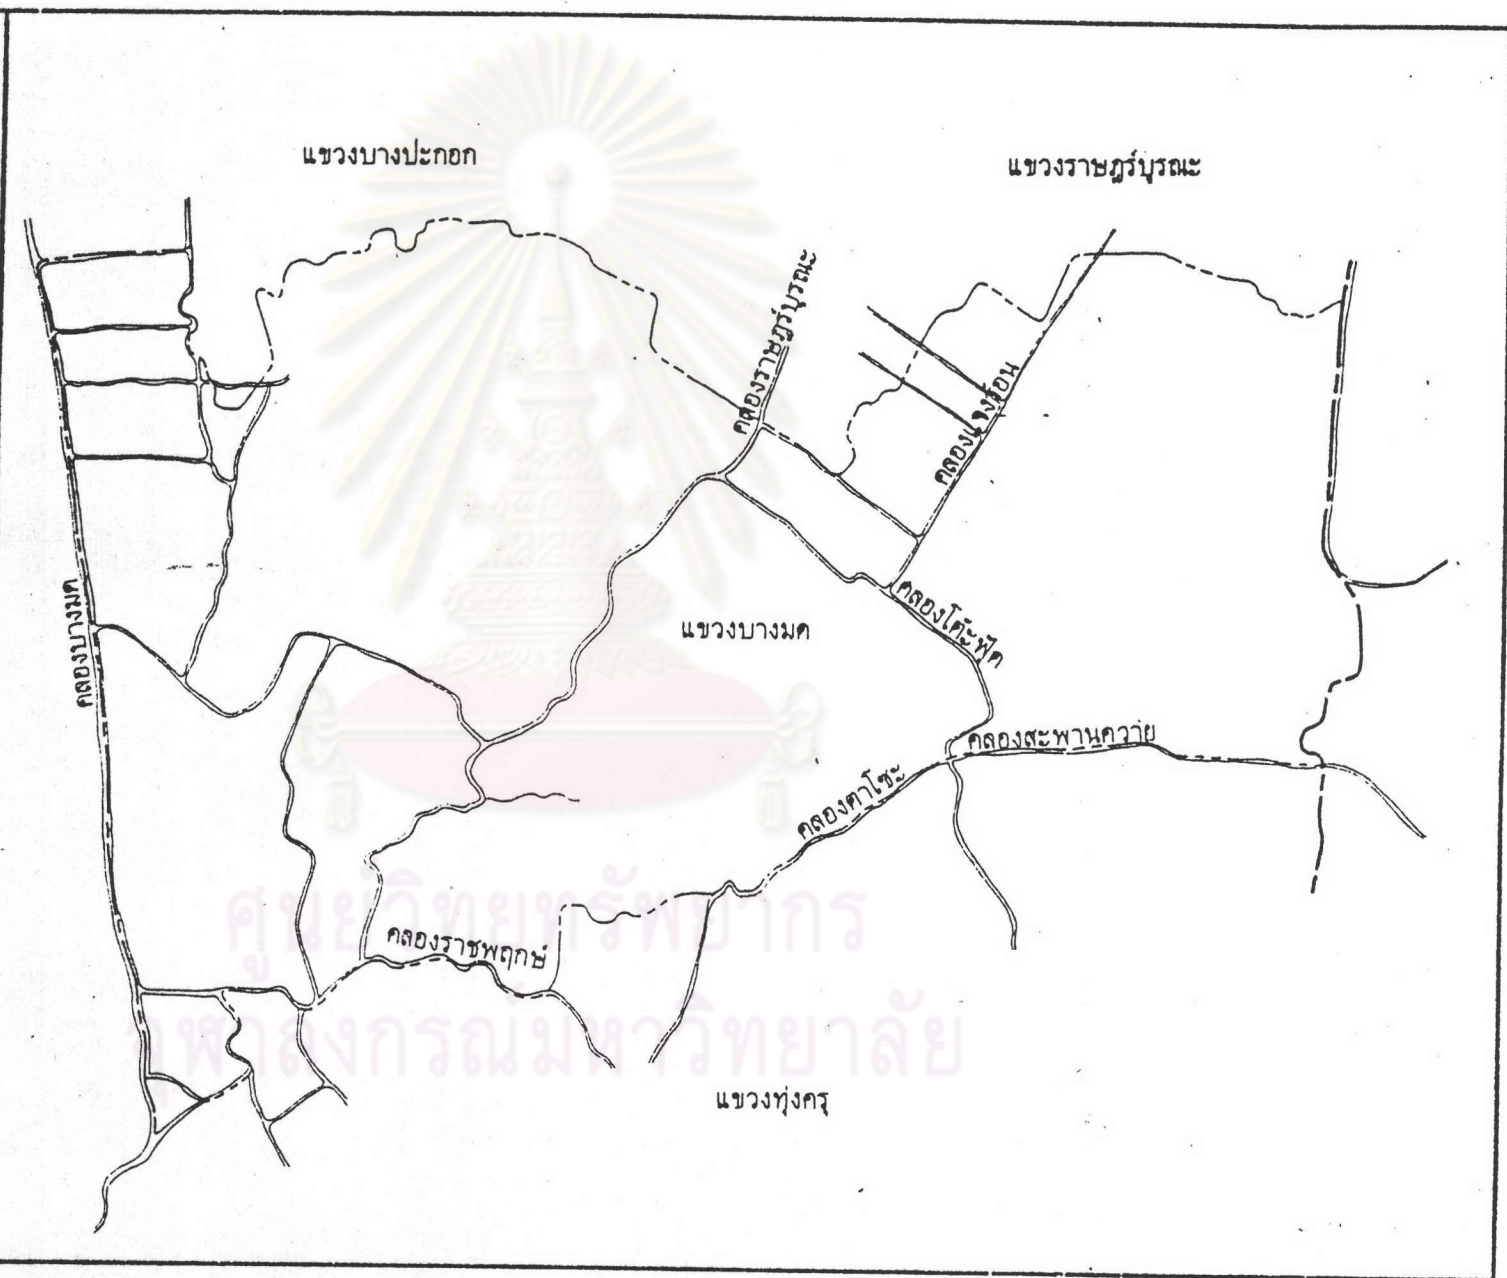 แขวงบางปะกอก
แขวงราษฎร์บูรณะ
คลองราษฎร์บูรณะ
คลองแจงร้อน
คลองบางมด
คลองโต๊ะฟุด
แขวงบางมด
คลองสะพานควาย
คลองตาโซะ
คลองราชพฤกษ์
แขวงทุ่งครุ
ศูนย์วิทยทรัพยากร
จุฬาลงกรณ์มหาวิทยาลัย